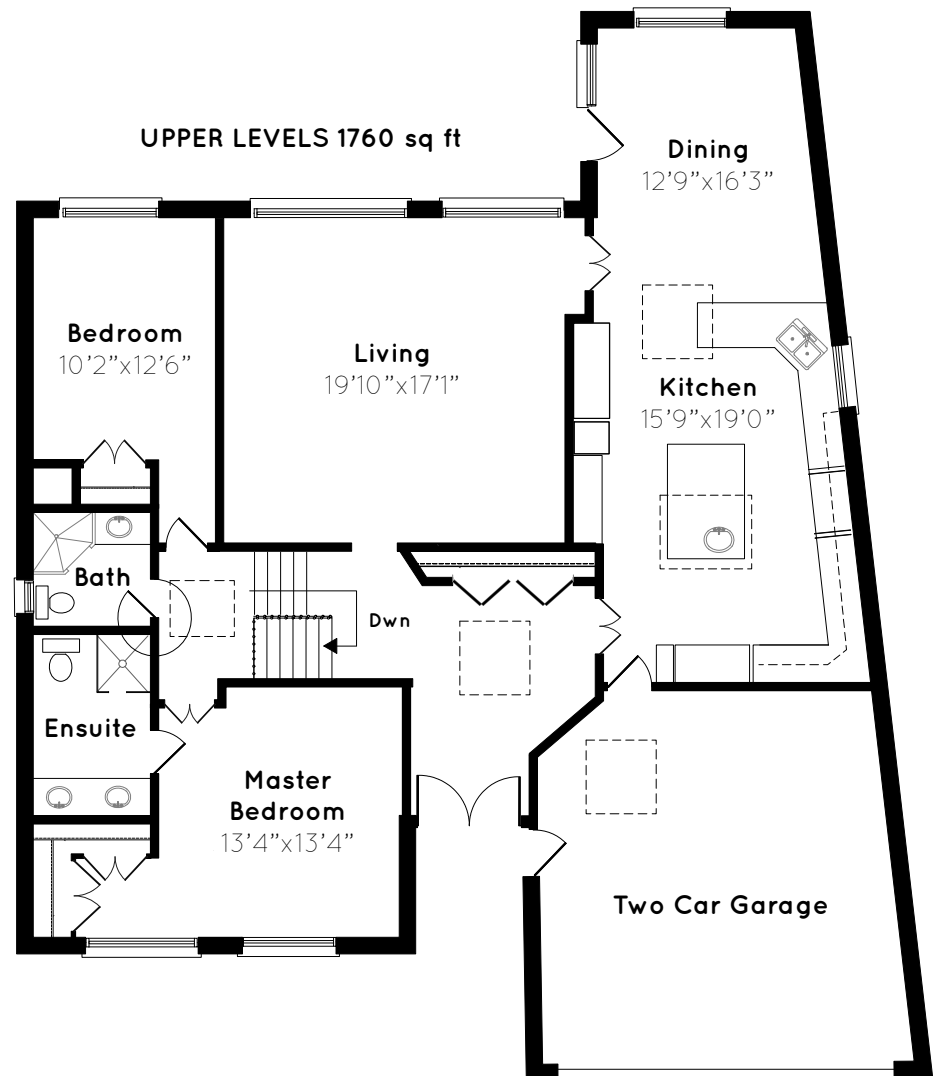 UPPER LEVELS 1760 sq ft
Dining
12’9”x16’3”
Bedroom
10’2”x12’6”
Living
19’10”x17’1”
Kitchen
15’9”x19’0”
Bath
Dwn
Ensuite
Master
Bedroom
13’4”x13’4”
Two Car Garage